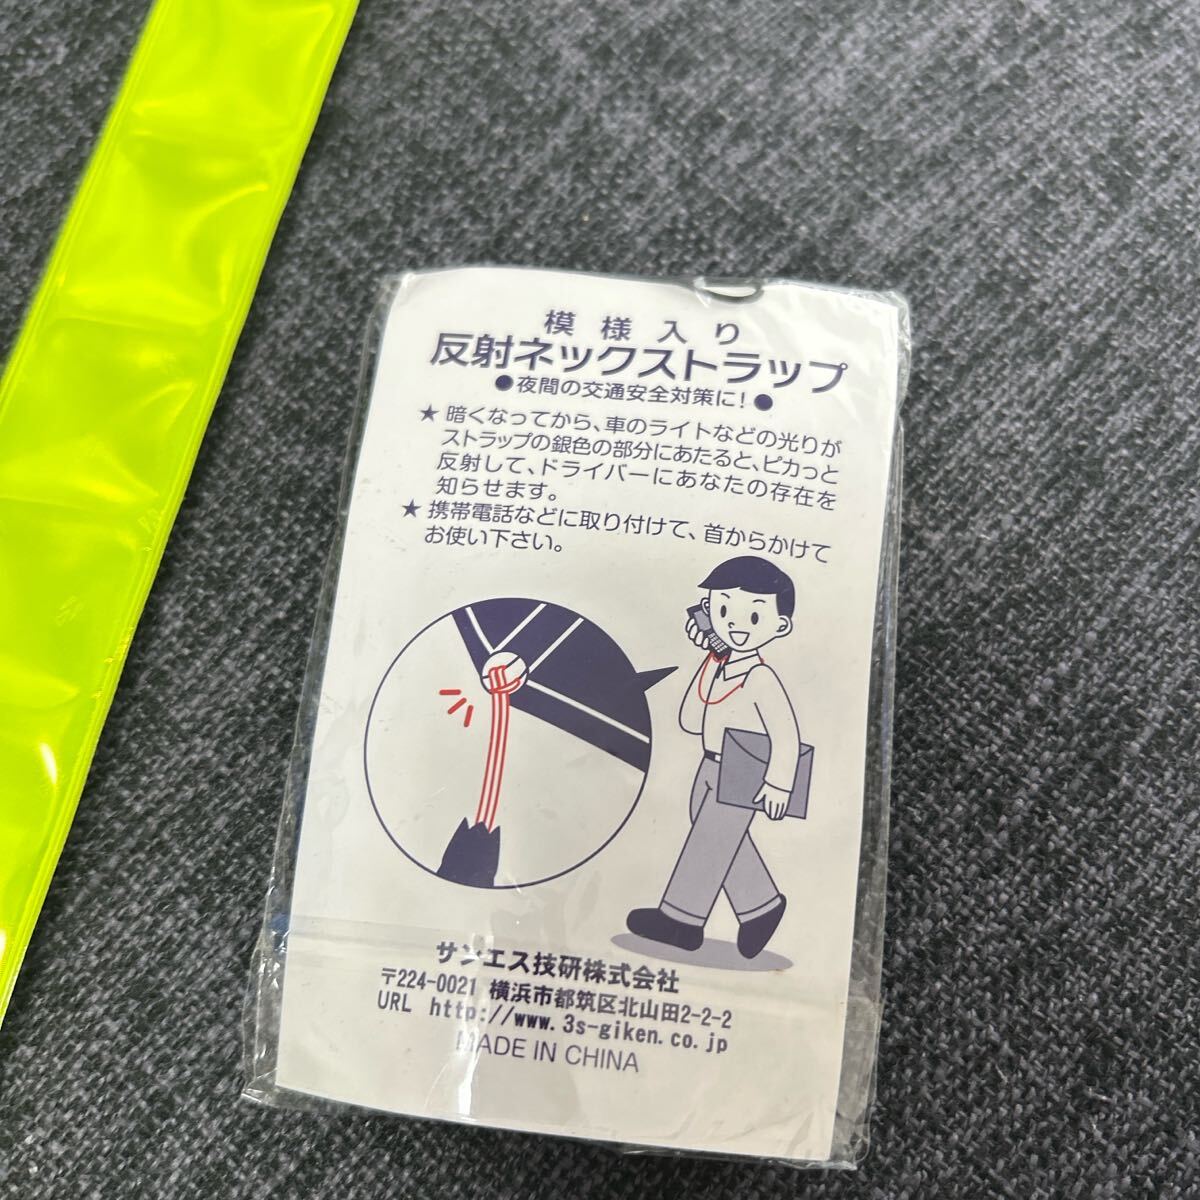 模様入り
反射ネックストラップ
●夜間の交通安全対策に!●
★ 暗くなってから、車のライトなどの光りが
ストラップの銀色の部分にあたると、ピカっと
反射して、ドライバーにあなたの存在を
知らせます。
★ 携帯電話などに取り付けて、首からかけて
お使い下さい。
サンエス技研株式会社
〒224-0021 横浜市都筑区北山田2-2-2
URL http://www.3s-giken.co.jp
MADE IN CHINA